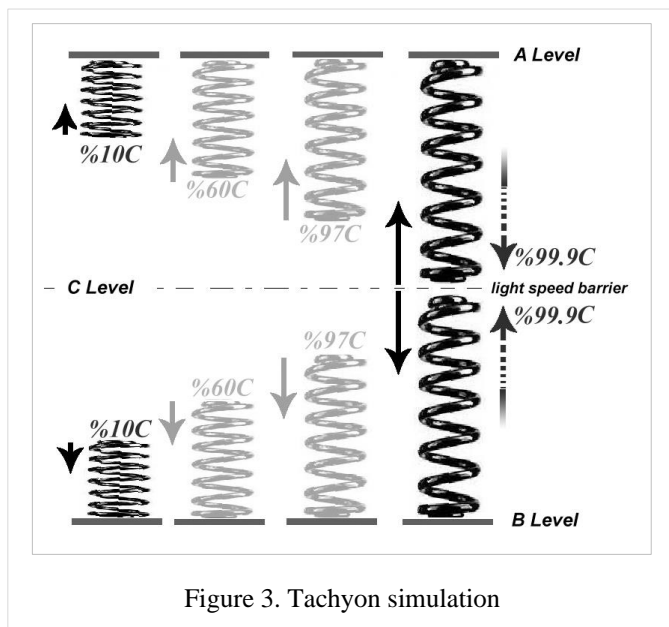 A Level
%10C
%60C
%97C
%99.9C
C Level
light speed barrier
%99.9C
%97C
%60C
%10C
B Level
Figure 3. Tachyon simulation